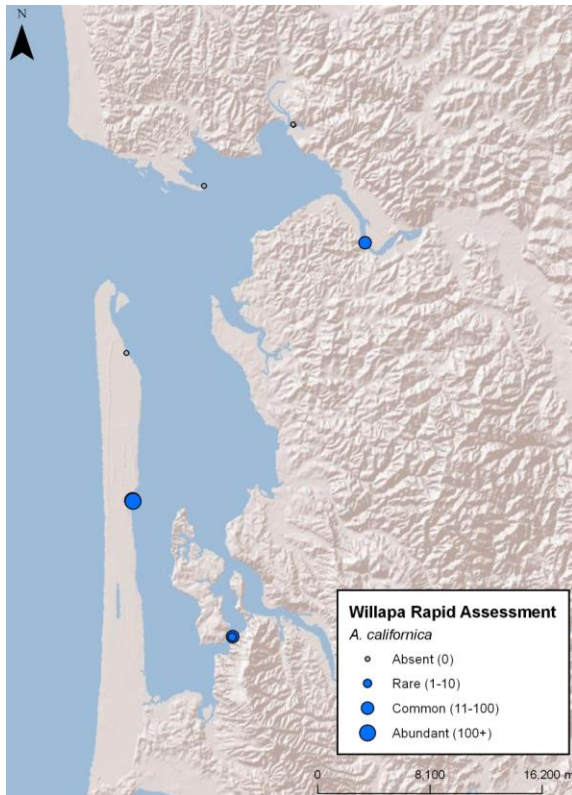 N
Willapa Rapid Assessment
A. californica
Absent (0)
Rare (1-10)
Common (11-100)
Abundant (100+)
0 8,100 16,200 m